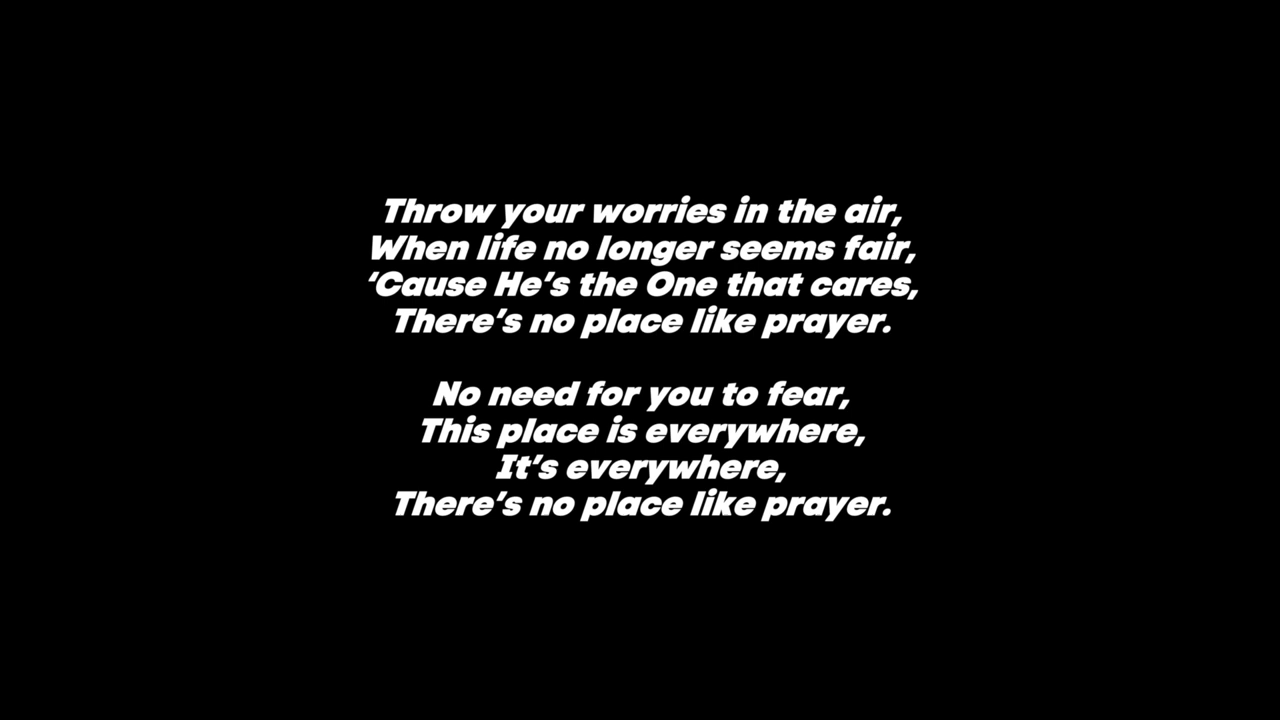 Throw your worries in the air,
When life no longer seems fair,
‘Cause He’s the One that cares,
There’s no place like prayer.
No need for you to fear,
This place is everywhere,
It’s everywhere,
There’s no place like prayer.